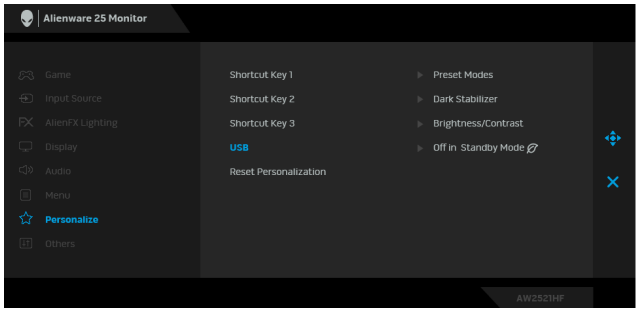 Alienware 25 Monitor
Game
Input Source
AlienFX Lighting
Display
Audio
Menu
Personalize
Others
Shortcut Key 1 Preset Modes
Shortcut Key 2 Dark Stabilizer
Shortcut Key 3 Brightness/Contrast
USB Off in Standby Mode
Reset Personalization
AW2521HF